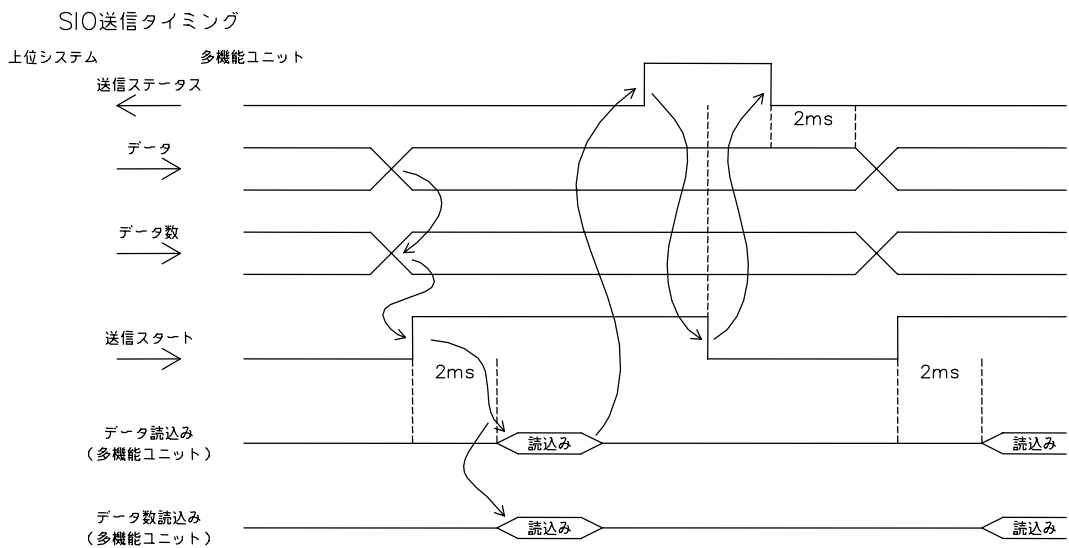 SIO送信タイミング
上位システム 多機能ユニット
送信ステータス
2ms
データ
データ数
送信スタート
2ms 2ms
データ読込み
(多機能ユニット)
読込み 読込み
データ数読込み
(多機能ユニット)
読込み 読込み